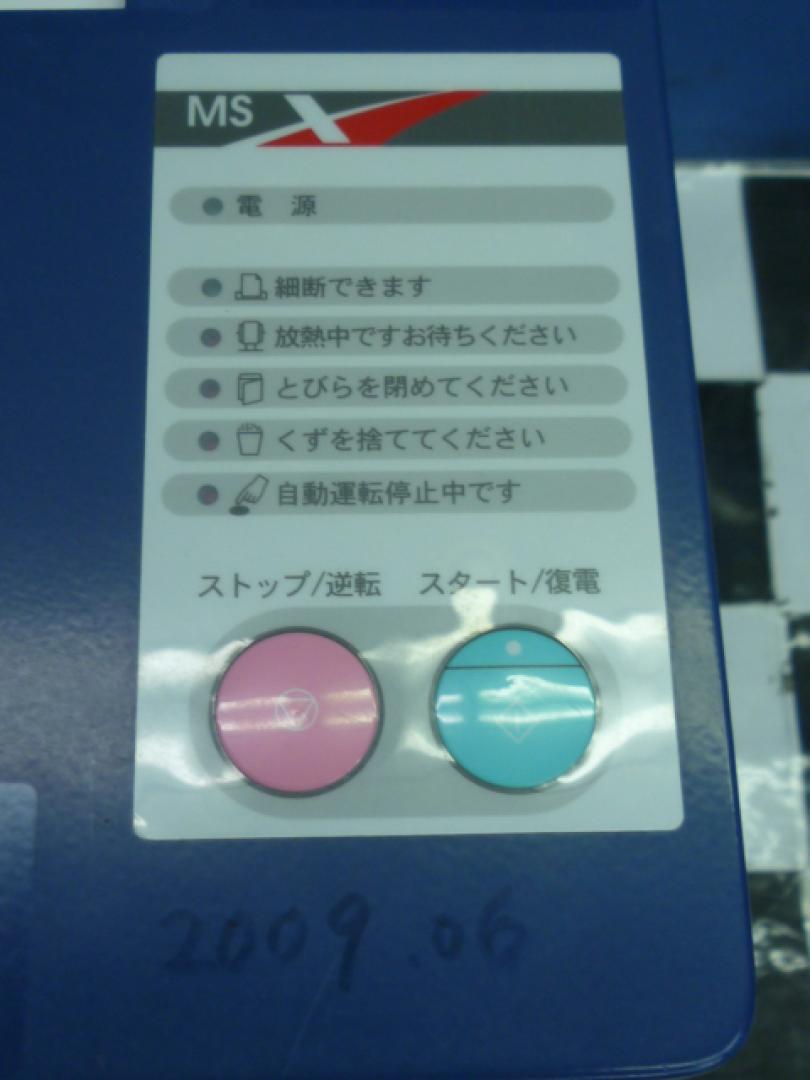 MS X
電 源
細断できます
放熱中ですお待ちください
とびらを閉めてください
くずを捨ててください
自動運転停止中です
ストップ/逆転 スタート/復電
2009.06